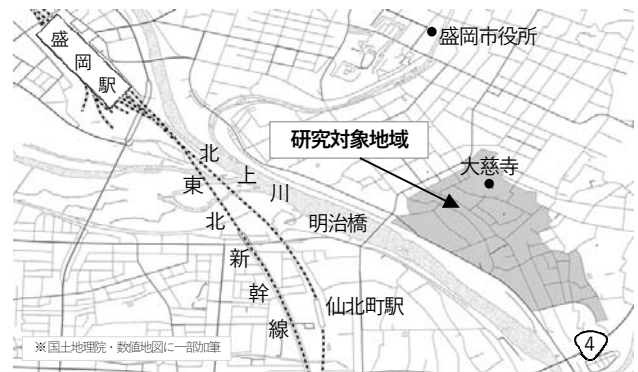 盛岡駅
盛岡市役所
研究対象地域
大慈寺
北上川
東北新幹線
明治橋
仙北町駅
4
※国土地理院・数値地図に一部加筆